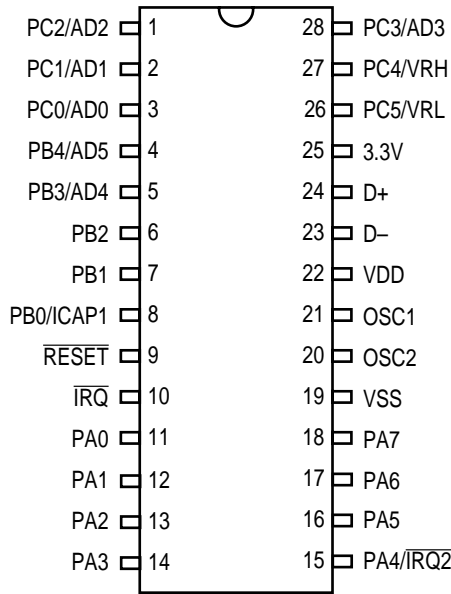 PC2/AD2 1 28 PC3/AD3
PC1/AD1 2 27 PC4/VRH
PC0/AD0 3 26 PC5/VRL
PB4/AD5 4 25 3.3V
PB3/AD4 5 24 D+
PB2 6 23 D–
PB1 7 22 VDD
PB0/ICAP1 8 21 OSC1
RESET 9 20 OSC2
IRQ 10 19 VSS
PA0 11 18 PA7
PA1 12 17 PA6
PA2 13 16 PA5
PA3 14 15 PA4/IRQ2